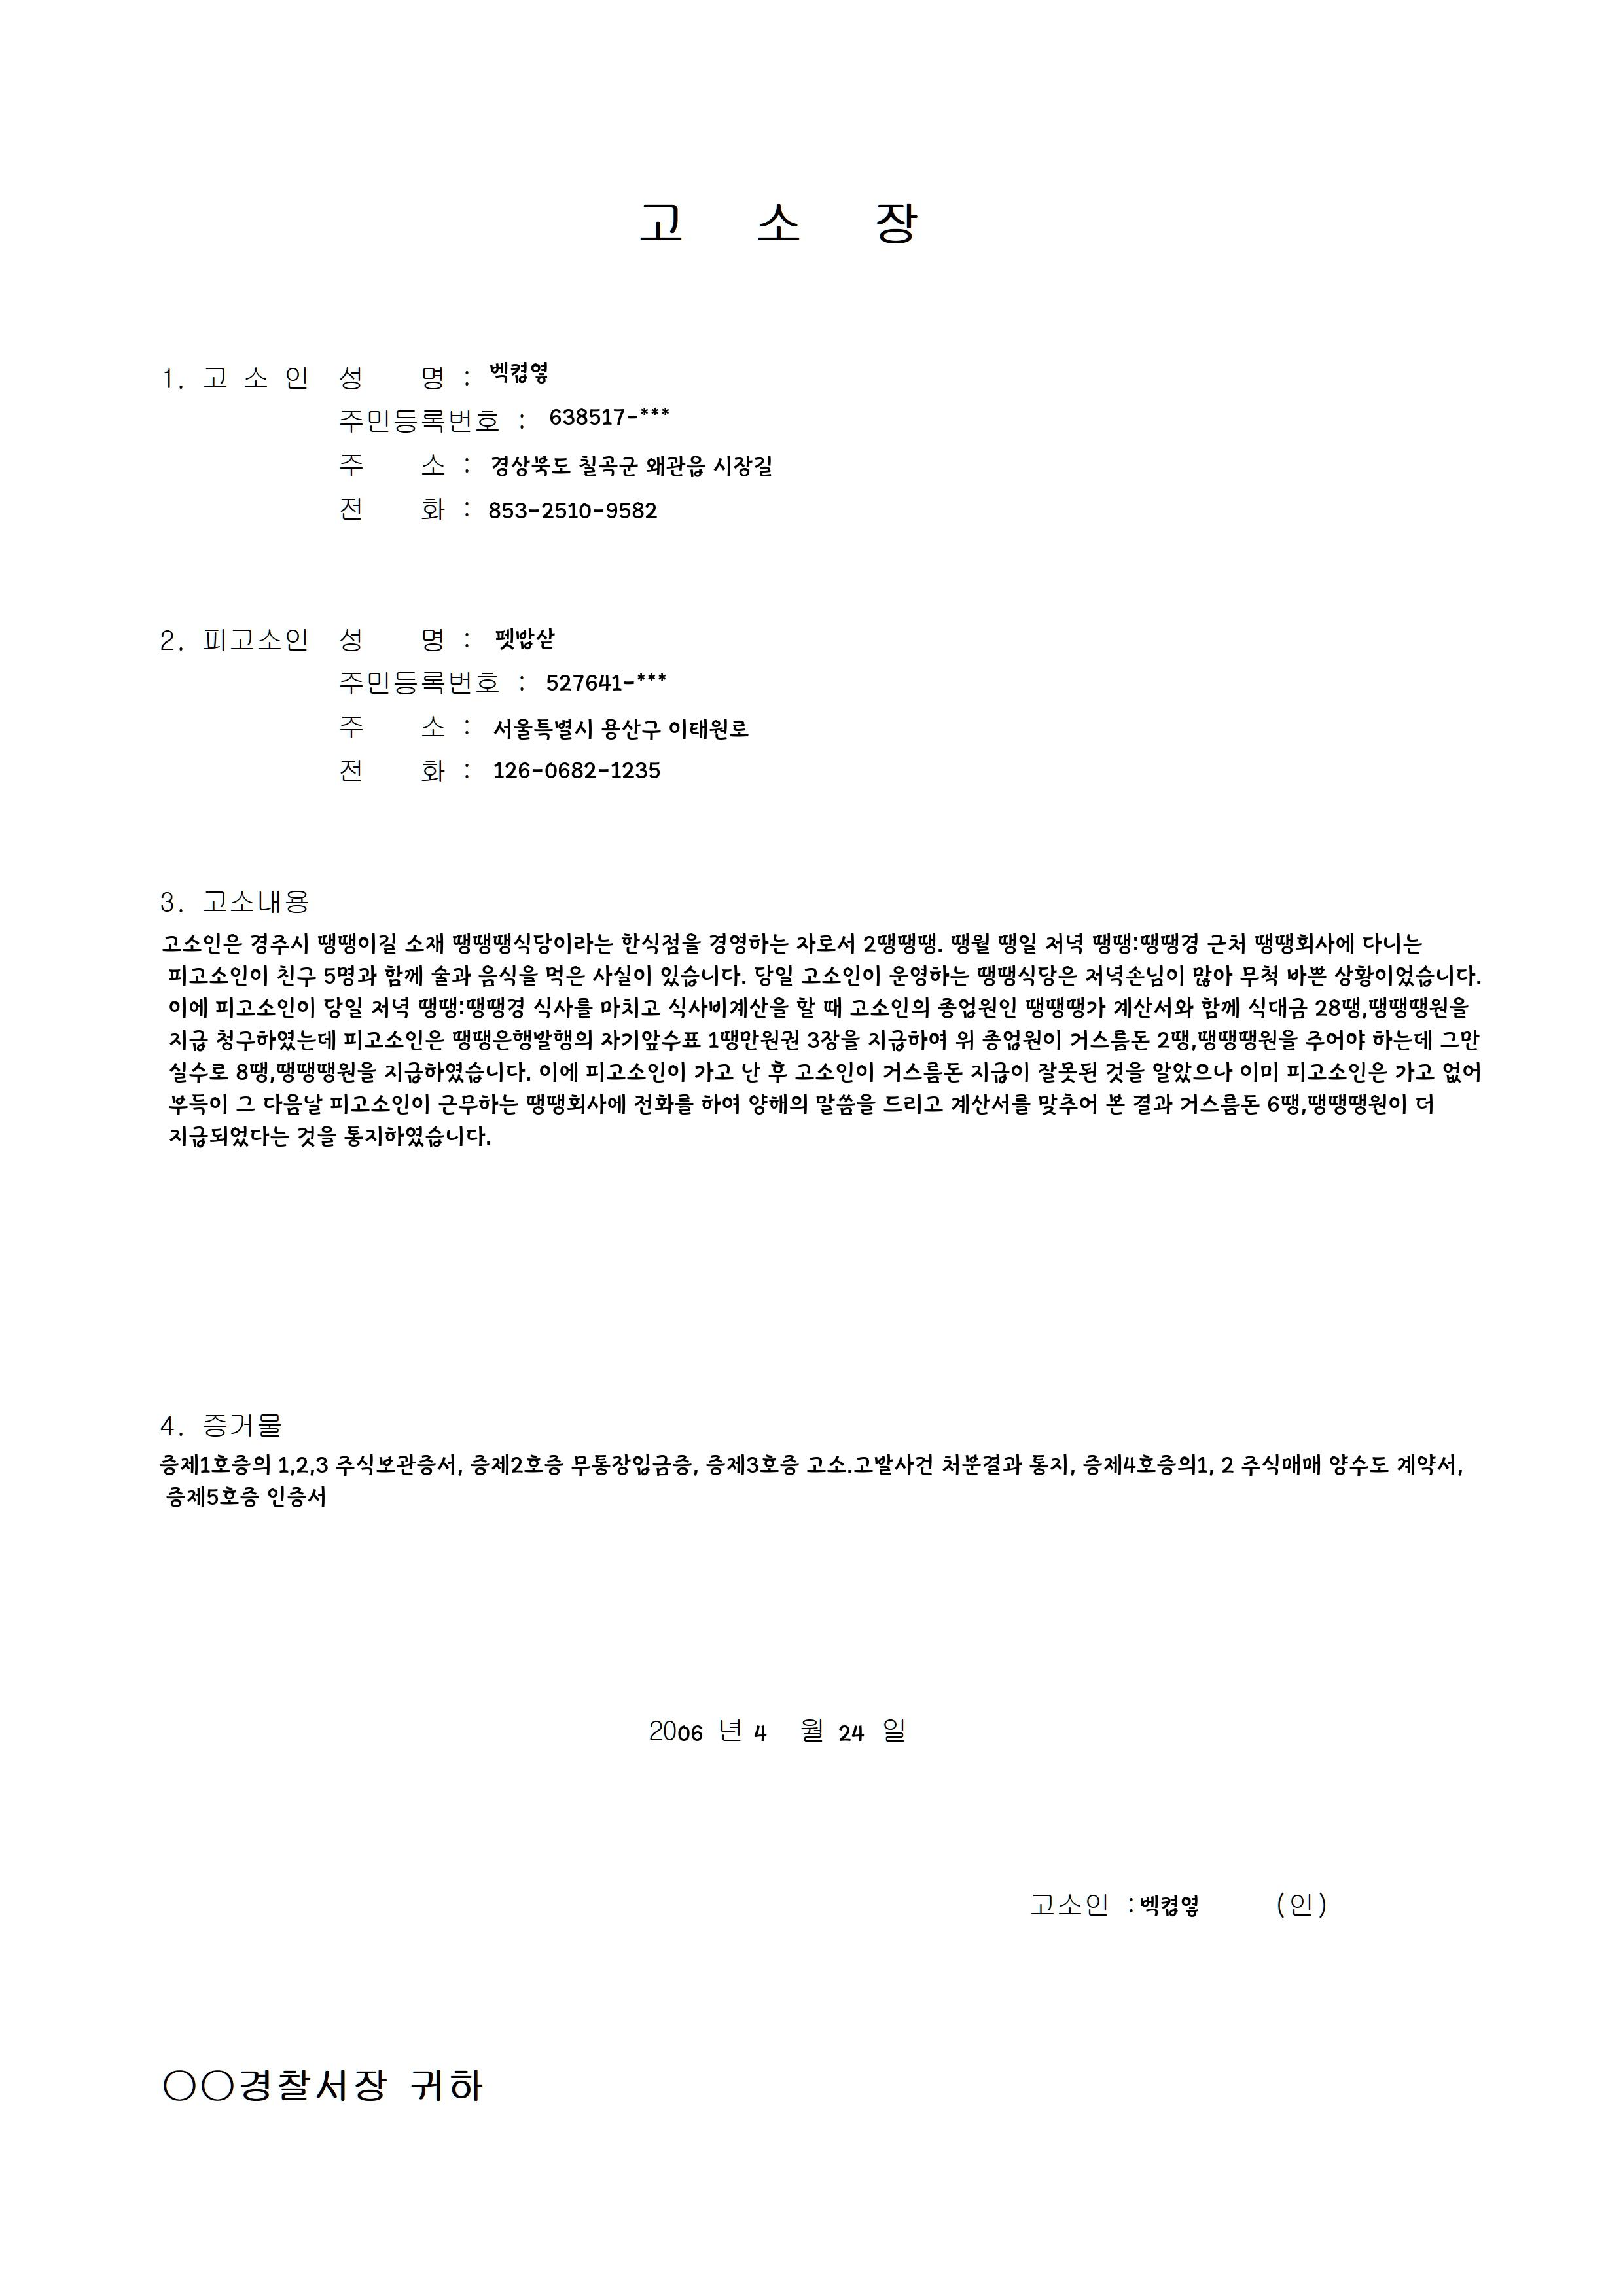 고 소 장
1. 고 소 인 성 명 : 벡컵옆
주민등록번호 : 638517-***
주 소 : 경상북도 칠곡군 왜관읍 시장길
전 화 : 853-2510-9582
2. 피고소인 성 명 : 펫밥삳
주민등록번호 : 527641-***
주 소 : 서울특별시 용산구 이태원로
전 화 : 126-0682-1235
3. 고소내용
고소인은 경주시 땡땡이길 소재 땡땡땡식당이라는 한식점을 경영하는 자로서 2땡땡땡. 땡월 땡일 저녁 땡땡:땡땡경 근처 땡땡회사에 다니는
피고소인이 친구 5명과 함께 술과 음식을 먹은 사실이 있습니다. 당일 고소인이 운영하는 땡땡식당은 저녁손님이 많아 무척 바쁜 상황이었습니다.
이에 피고소인이 당일 저녁 땡땡:땡땡경 식사를 마치고 식사비계산을 할 때 고소인의 종업원인 땡땡땡가 계산서와 함께 식대금 28땡,땡땡땡원을
지급 청구하였는데 피고소인은 땡땡은행발행의 자기앞수표 1땡만원권 3장을 지급하여 위 종업원이 거스름돈 2땡,땡땡땡원을 주어야 하는데 그만
실수로 8땡,땡땡땡원을 지급하였습니다. 이에 피고소인이 가고 난 후 고소인이 거스름돈 지급이 잘못된 것을 알았으나 이미 피고소인은 가고 없어
부득이 그 다음날 피고소인이 근무하는 땡땡회사에 전화를 하여 양해의 말씀을 드리고 계산서를 맞추어 본 결과 거스름돈 6땡,땡땡땡원이 더
지급되었다는 것을 통지하였습니다.
4. 증거물
증제1호증의 1,2,3 주식보관증서, 증제2호증 무통장입금증, 증제3호증 고소.고발사건 처분결과 통지, 증제4호증의1, 2 주식매매 양수도 계약서,
증제5호증 인증서
2006 년 4 월 24 일
고소인 : 벡컵옆 (인)
○○경찰서장 귀하